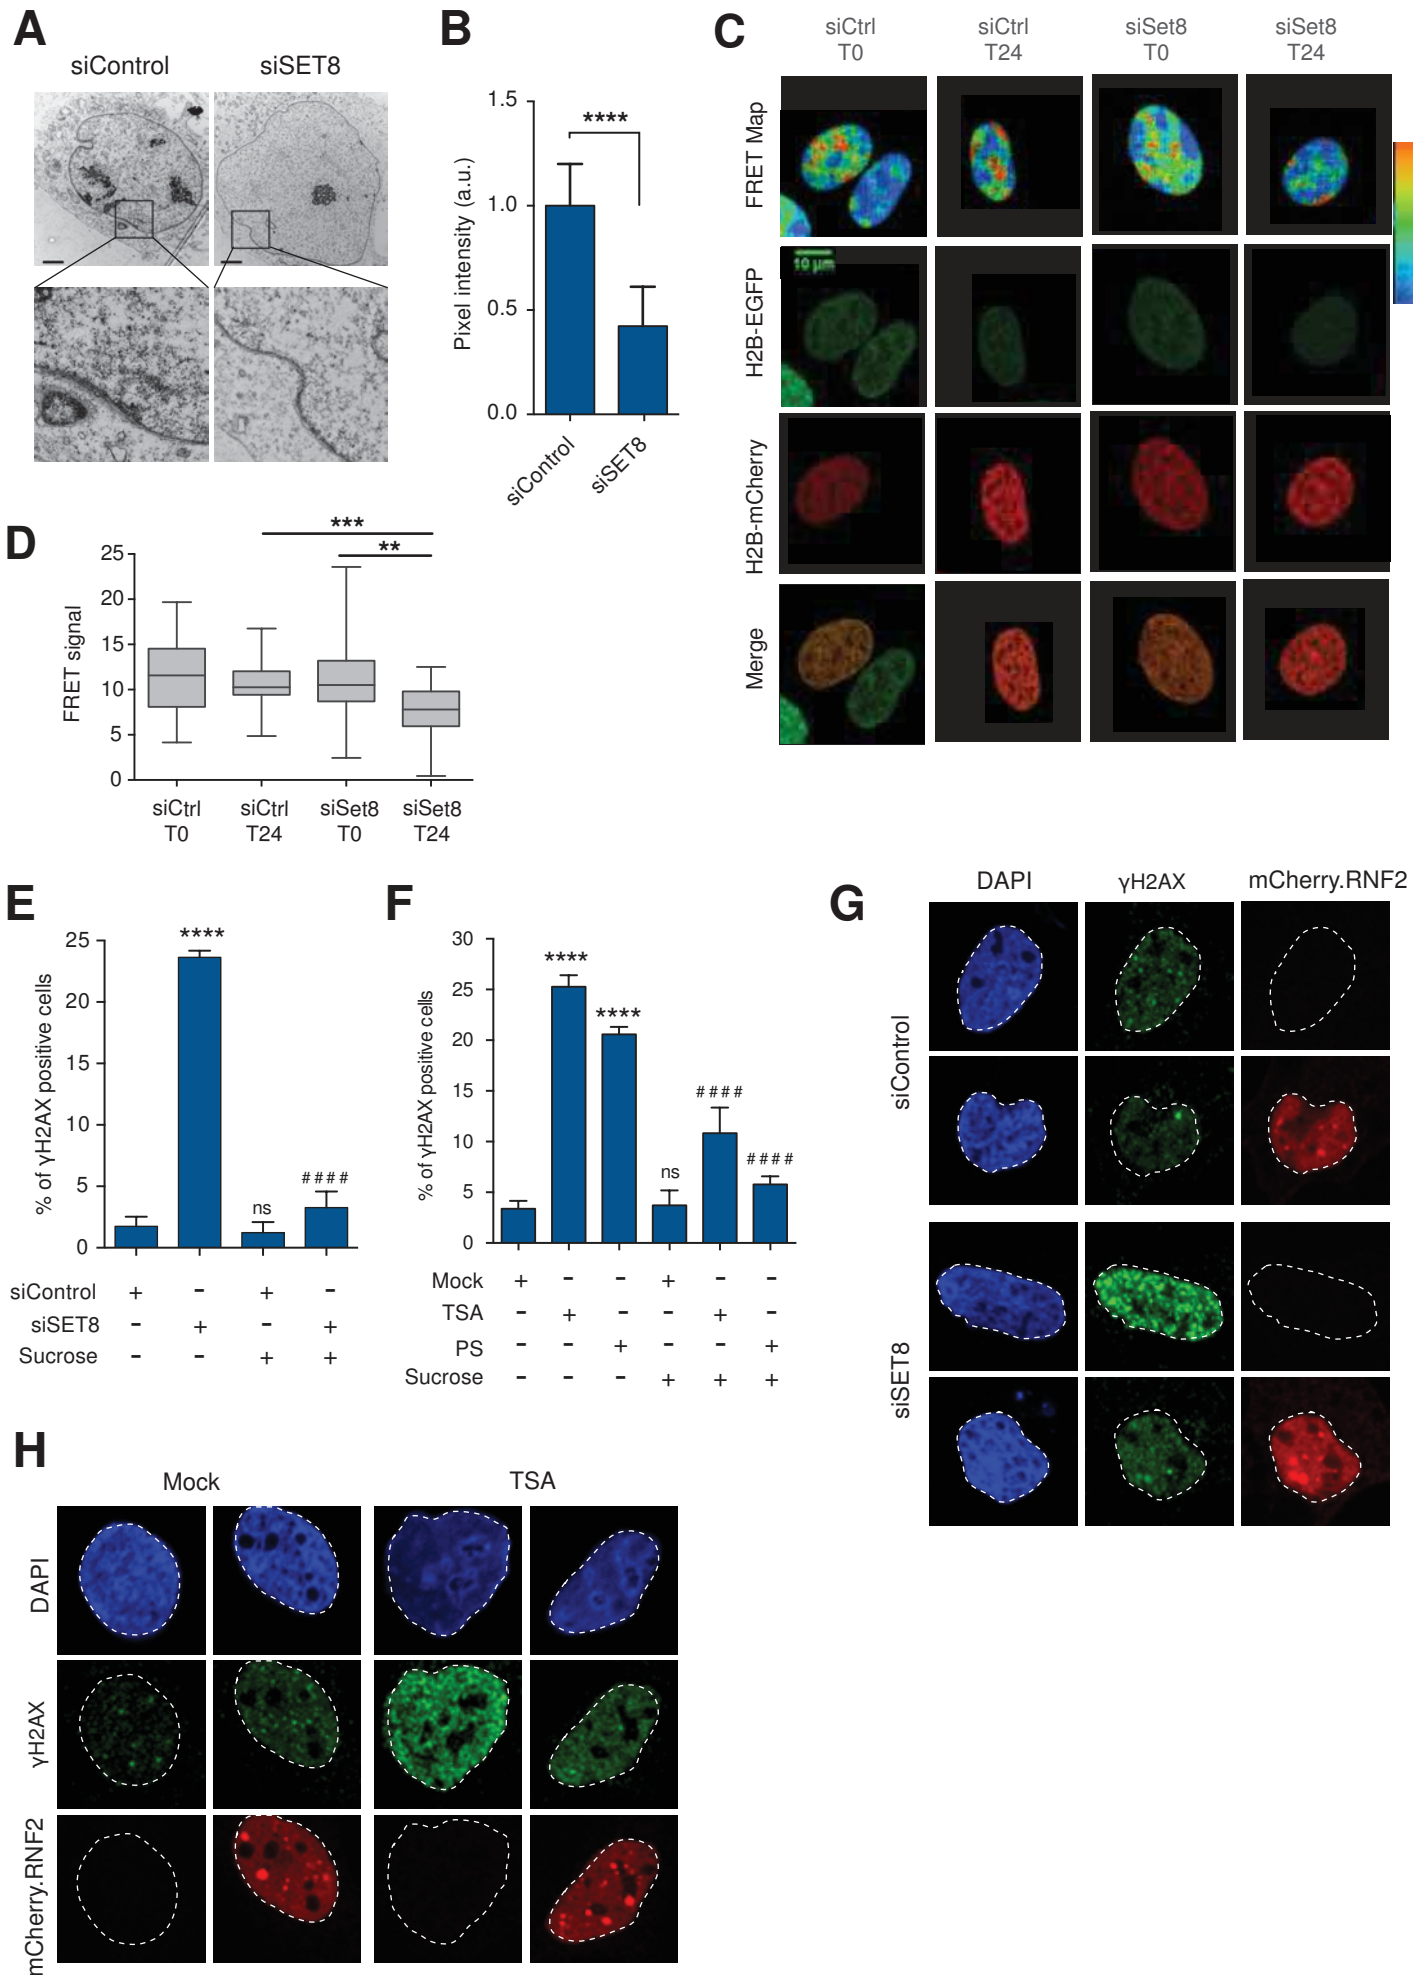 A
siControl
siSET8
B
1.5
1.0
0.5
0.0
Pixel intensity (a.u.)
****
siControl
siSET8
C
siCtrl
T0
siCtrl
T24
siSet8
T0
siSet8
T24
FRET Map
H2B-EGFP
10 µm
H2B-mCherry
Merge
D
***
**
25
20
15
10
5
0
FRET signal
siCtrl
T0
siCtrl
T24
siSet8
T0
siSet8
T24
E
25
20
15
10
5
0
% of γH2AX positive cells
****
ns
####
siControl + - + -
siSET8 - + - +
Sucrose - - + +
F
30
25
20
15
10
5
0
% of γH2AX positive cells
****
****
ns
####
####
Mock + - - + - -
TSA - + - - + -
PS - - + - - +
Sucrose - - - + + +
G
DAPI
γH2AX
mCherry.RNF2
siControl
siSET8
H
Mock
TSA
DAPI
γH2AX
mCherry.RNF2